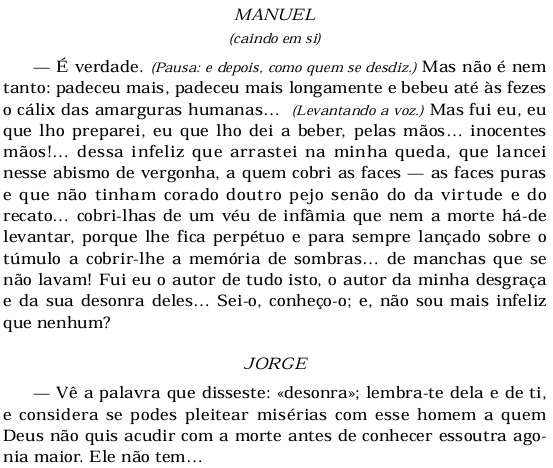 MANUEL
(caindo em si)
— É verdade. (Pausa: e depois, como quem se desdiz.) Mas não é nem
tanto: padeceu mais, padeceu mais longamente e bebeu até às fezes
o cálix das amarguras humanas… (Levantando a voz.) Mas fui eu, eu
que lho preparei, eu que lho dei a beber, pelas mãos… inocentes
mãos!… dessa infeliz que arrastei na minha queda, que lancei
nesse abismo de vergonha, a quem cobri as faces — as faces puras
e que não tinham corado doutro pejo senão do da virtude e do
recato… cobri-lhas de um véu de infâmia que nem a morte há-de
levantar, porque lhe fica perpétuo e para sempre lançado sobre o
túmulo a cobrir-lhe a memória de sombras… de manchas que se
não lavam! Fui eu o autor de tudo isto, o autor da minha desgraça
e da sua desonra deles… Sei-o, conheço-o; e, não sou mais infeliz
que nenhum?
JORGE
— Vê a palavra que disseste: «desonra»; lembra-te dela e de ti,
e considera se podes pleitear misérias com esse homem a quem
Deus não quis acudir com a morte antes de conhecer essoutra ago-
nia maior. Ele não tem…